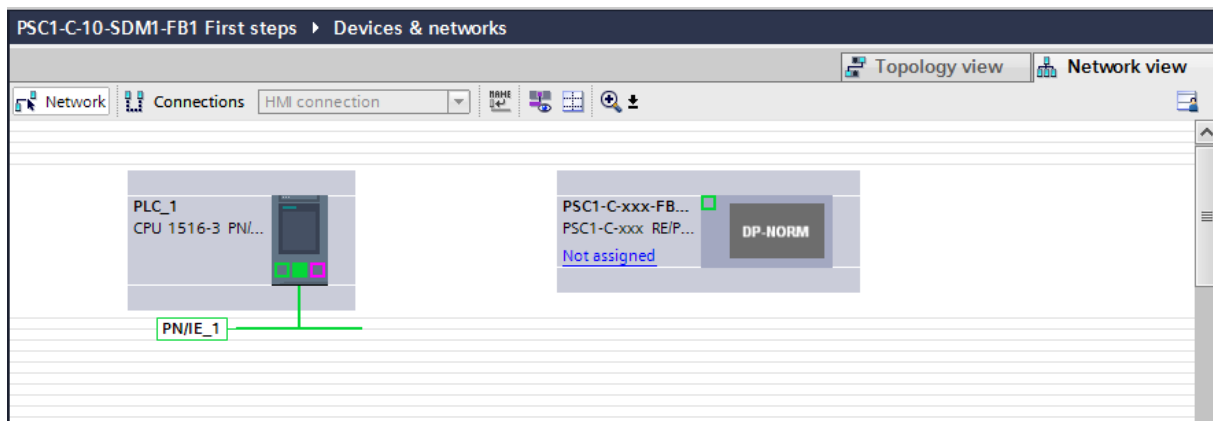 PSC1-C-10-SDM1-FB1 First steps ▸ Devices & networks
Topology view Network view
Network Connections HMI connection NAME
PLC_1
CPU 1516-3 PN/...
PSC1-C-xxx-FB...
PSC1-C-xxx RE/P...
Not assigned
DP-NORM
PN/IE_1